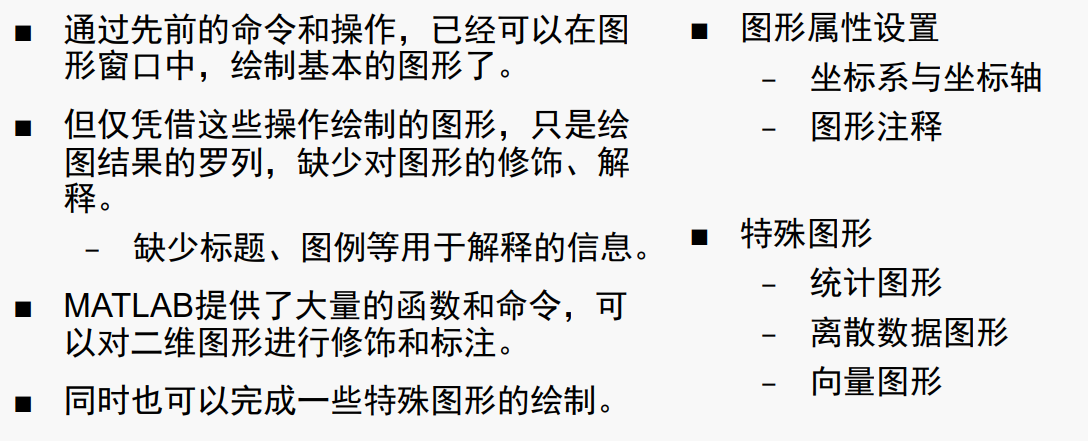 ■ 通过先前的命令和操作，已经可以在图
形窗口中，绘制基本的图形了。
■ 但仅凭借这些操作绘制的图形，只是绘
图结果的罗列，缺少对图形的修饰、解
释。
– 缺少标题、图例等用于解释的信息。
■ MATLAB提供了大量的函数和命令，可
以对二维图形进行修饰和标注。
■ 同时也可以完成一些特殊图形的绘制。
■ 图形属性设置
– 坐标系与坐标轴
– 图形注释
■ 特殊图形
– 统计图形
– 离散数据图形
– 向量图形